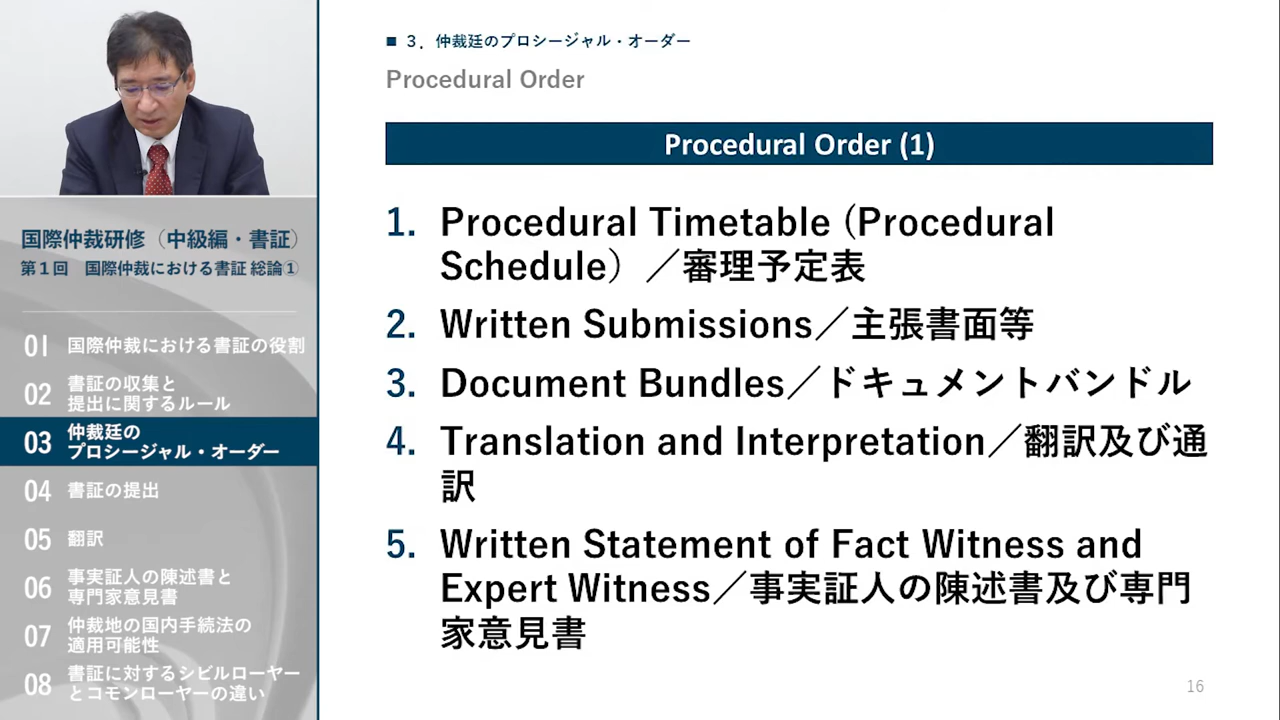 ■ 3．仲裁廷のプロシージャル・オーダー
Procedural Order
Procedural Order (1)
1. Procedural Timetable (Procedural
Schedule）／審理予定表
2. Written Submissions／主張書面等
3. Document Bundles／ドキュメントバンドル
4. Translation and Interpretation／翻訳及び通
訳
5. Written Statement of Fact Witness and
Expert Witness／事実証人の陳述書及び専門
家意見書
16
国際仲裁研修（中級編・書証）
第１回　国際仲裁における書証 総論①
01 国際仲裁における書証の役割
02 書証の収集と
提出に関するルール
03 仲裁廷の
プロシージャル・オーダー
04 書証の提出
05 翻訳
06 事実証人の陳述書と
専門家意見書
07 仲裁地の国内手続法の
適用可能性
08 書証に対するシビルローヤー
とコモンローヤーの違い